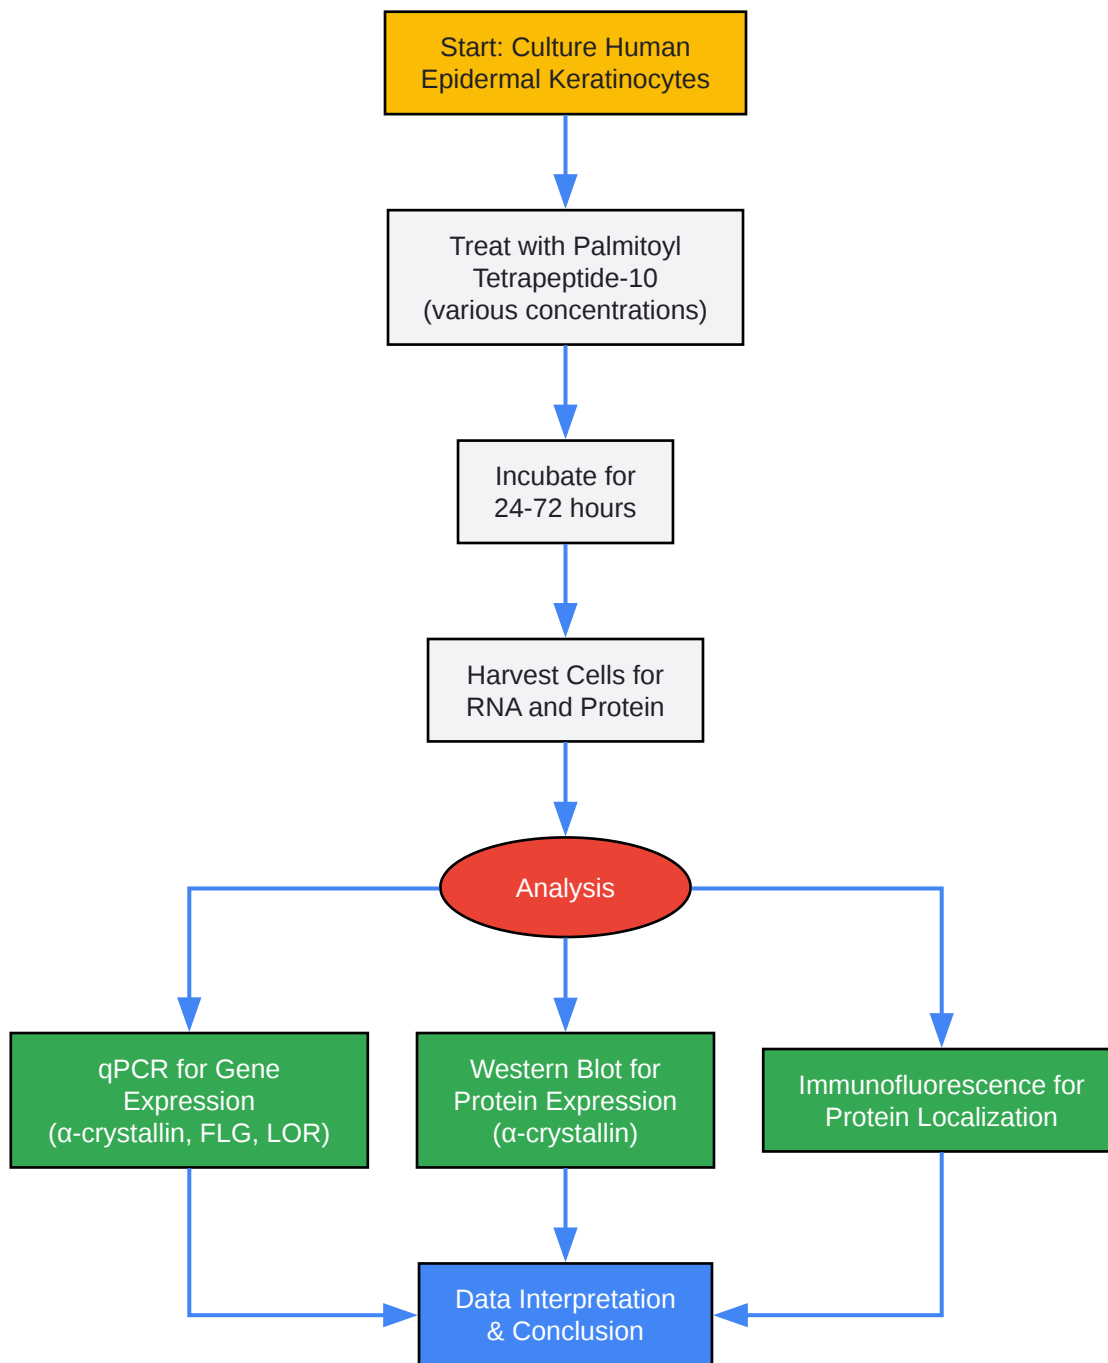 Start: Culture Human
Epidermal Keratinocytes
Treat with Palmitoyl
Tetrapeptide-10
(various concentrations)
Incubate for
24-72 hours
Harvest Cells for
RNA and Protein
Analysis
qPCR for Gene
Expression
(α-crystallin, FLG, LOR)
Western Blot for
Protein Expression
(α-crystallin)
Immunofluorescence for
Protein Localization
Data Interpretation
& Conclusion